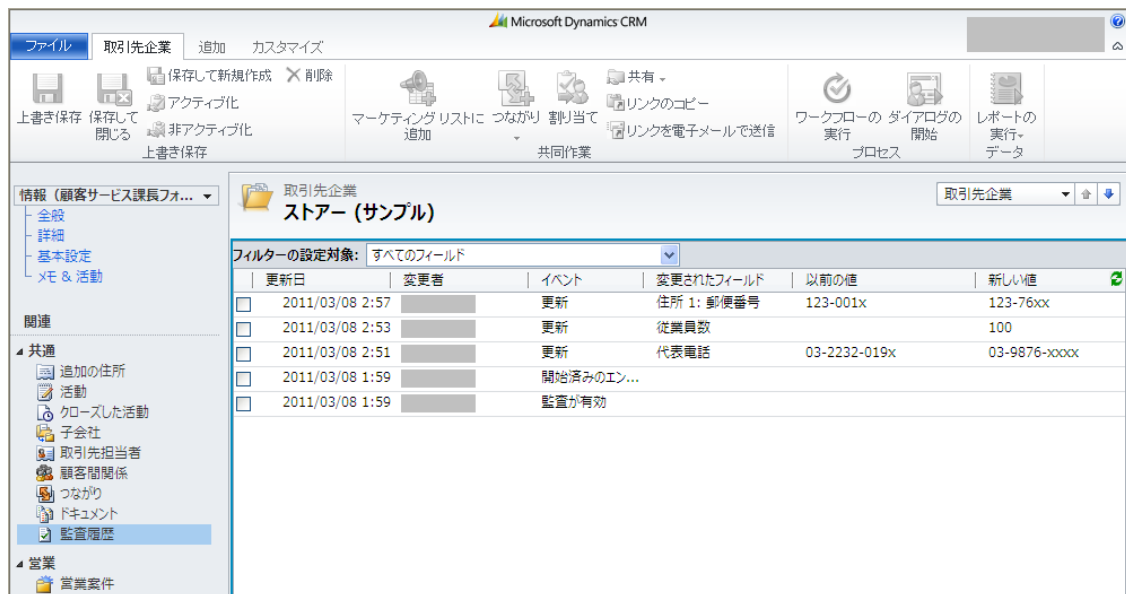 Microsoft Dynamics CRM
ファイル 取引先企業 追加 カスタマイズ
上書き保存
保存して閉じる
保存して新規作成 削除
アクティブ化
非アクティブ化
上書き保存
マーケティング リストに追加
つながり
割り当て
共有
リンクのコピー
リンクを電子メールで送信
共同作業
ワークフローの実行
ダイアログの開始
プロセス
レポートの実行
データ
情報（顧客サービス課長フォ...
全般
詳細
基本設定
メモ & 活動
関連
共通
追加の住所
活動
クローズした活動
子会社
取引先担当者
顧客間関係
つながり
ドキュメント
監査履歴
営業
営業案件
取引先企業
ストアー (サンプル)
取引先企業
フィルターの設定対象: すべてのフィールド
更新日 変更者 イベント 変更されたフィールド 以前の値 新しい値
2011/03/08 2:57 更新 住所 1: 郵便番号 123-001x 123-76xx
2011/03/08 2:53 更新 従業員数 100
2011/03/08 2:51 更新 代表電話 03-2232-019x 03-9876-xxxx
2011/03/08 1:59 開始済みのエン...
2011/03/08 1:59 監査が有効